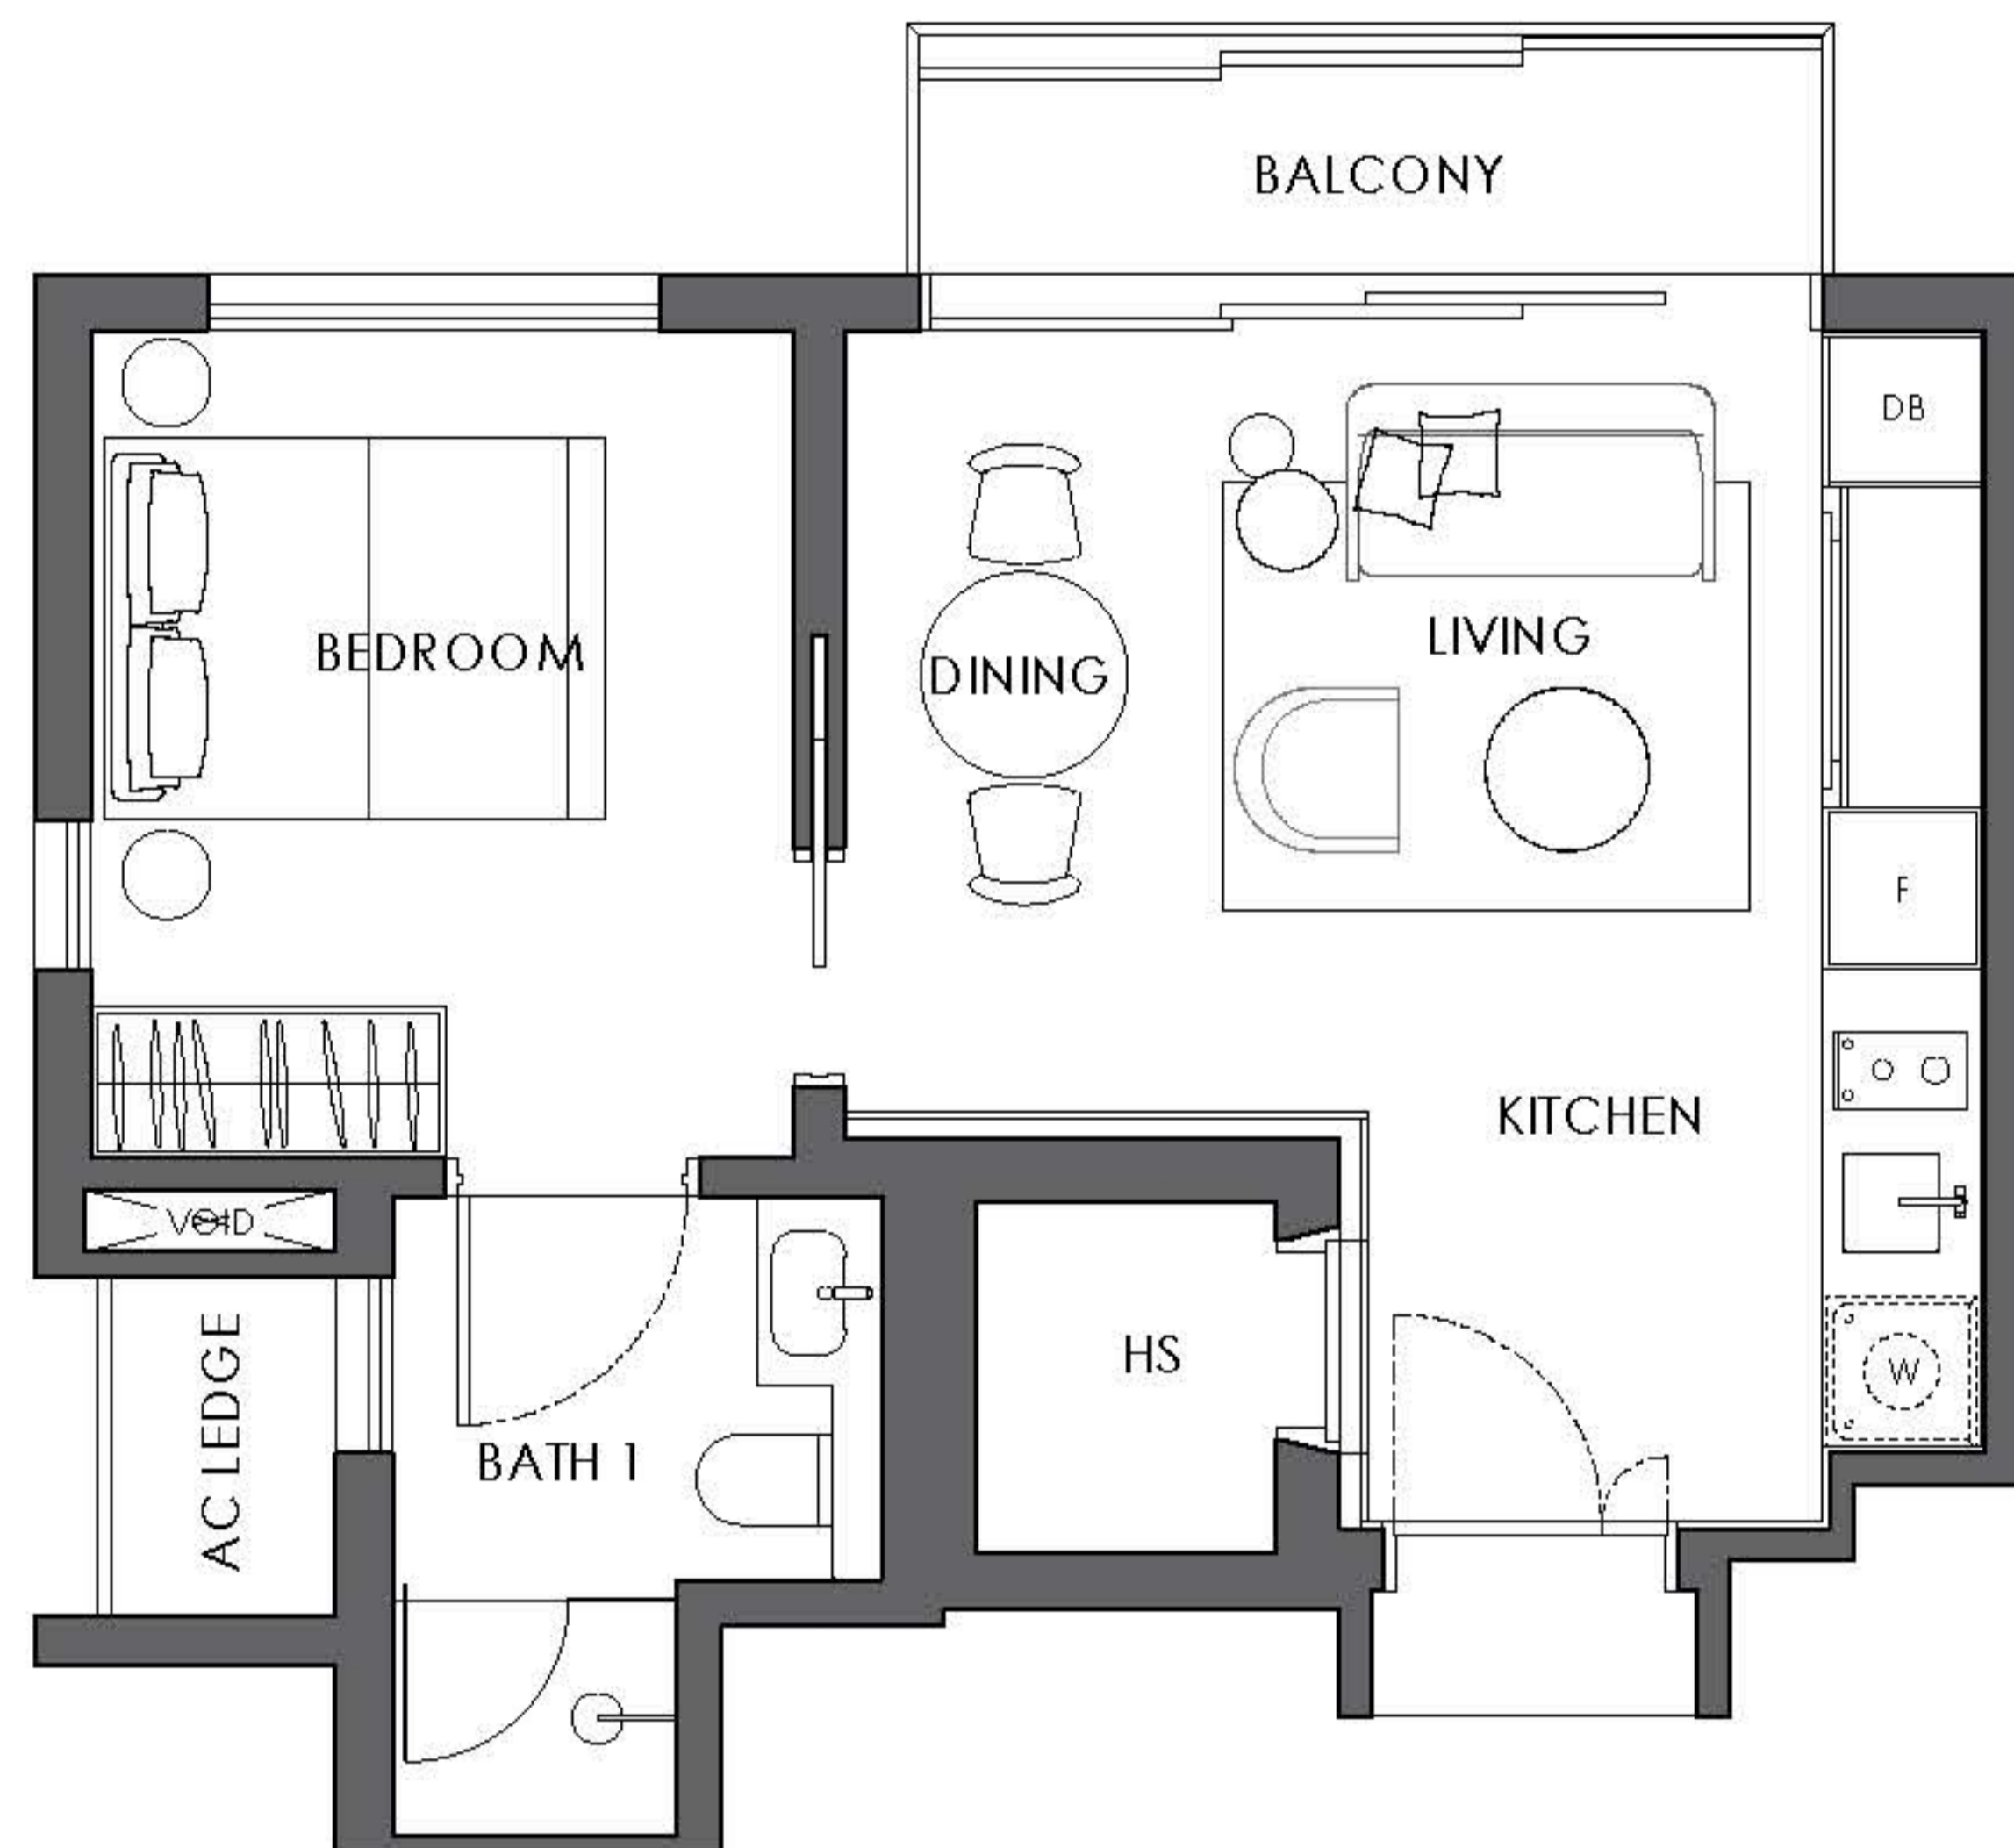 BALCONY
DB
BEDROOM
LIVING
DINING
F
KITCHEN
VOID
AC LEDGE
HS
W
BATH 1